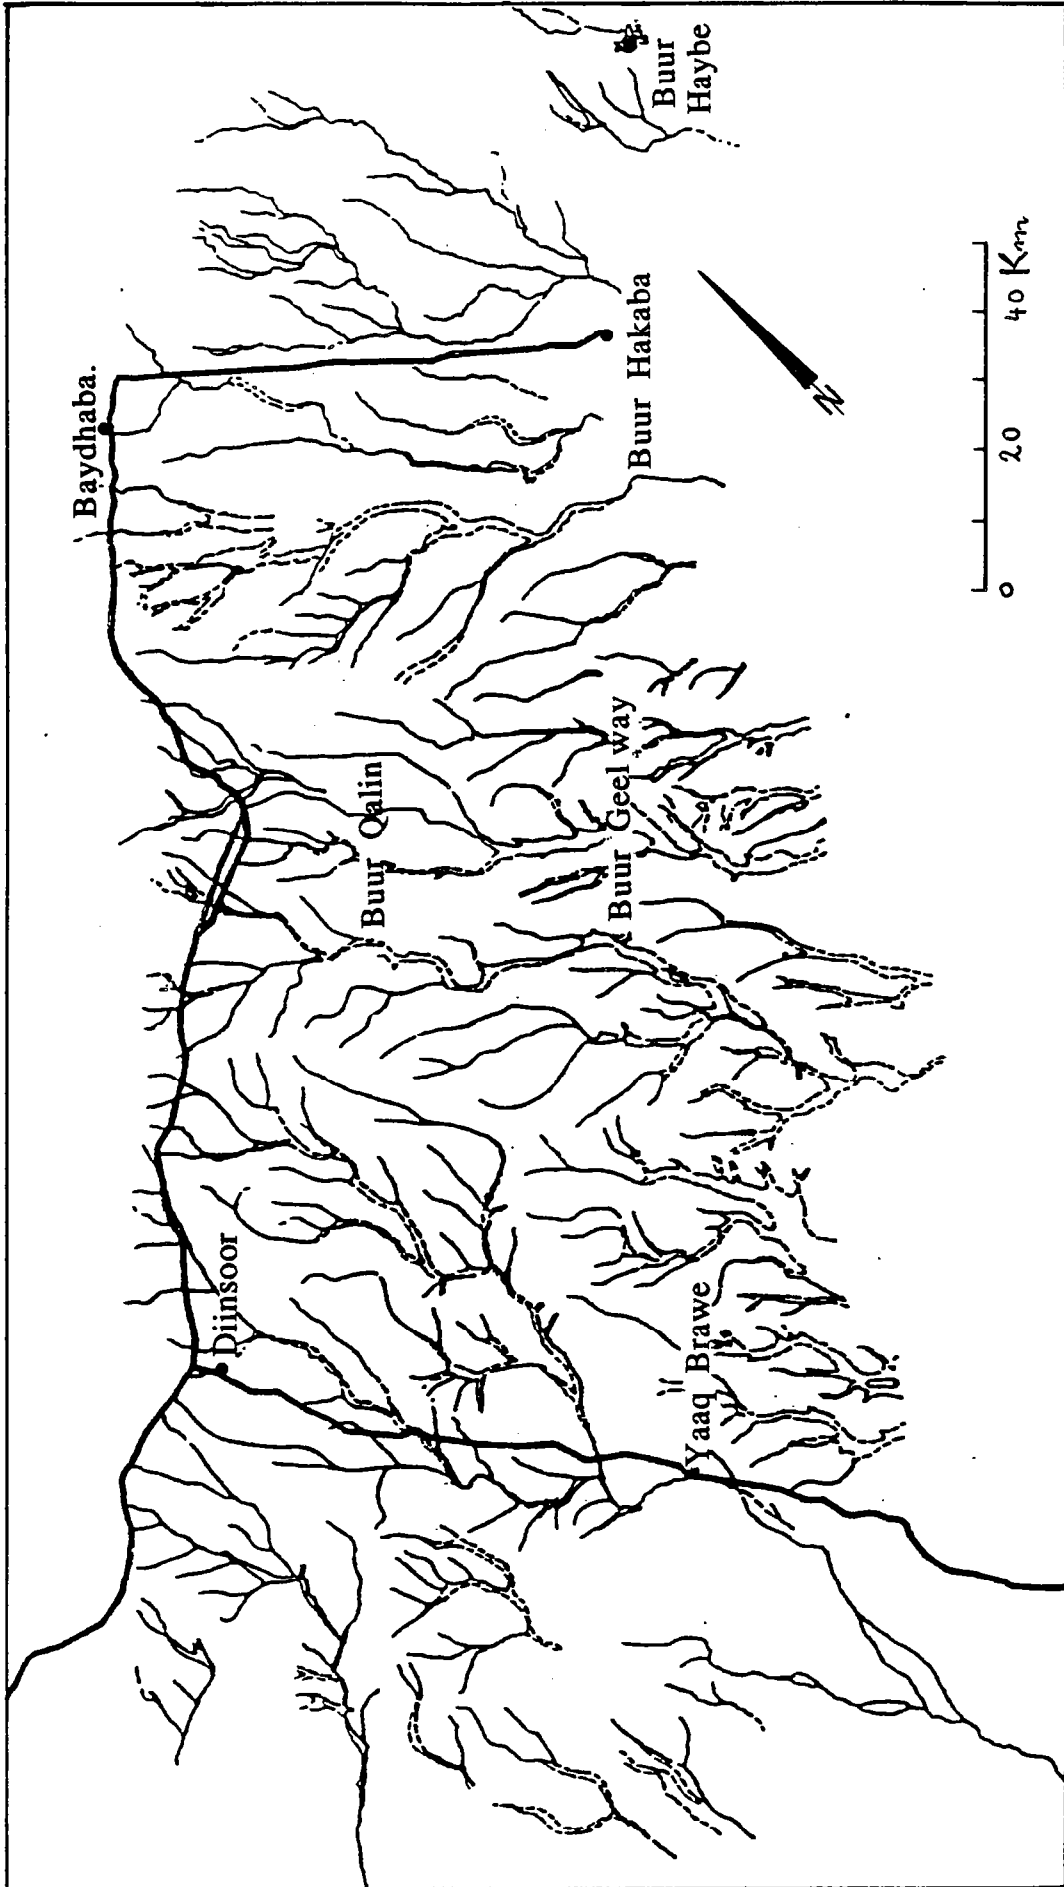 Baydhaba.
Buur Hakaba
Buur
Haybe
Buur Qalin
Buur Geel way
Diinsoor
Yaaq Brawe
N
0 20 40 Km